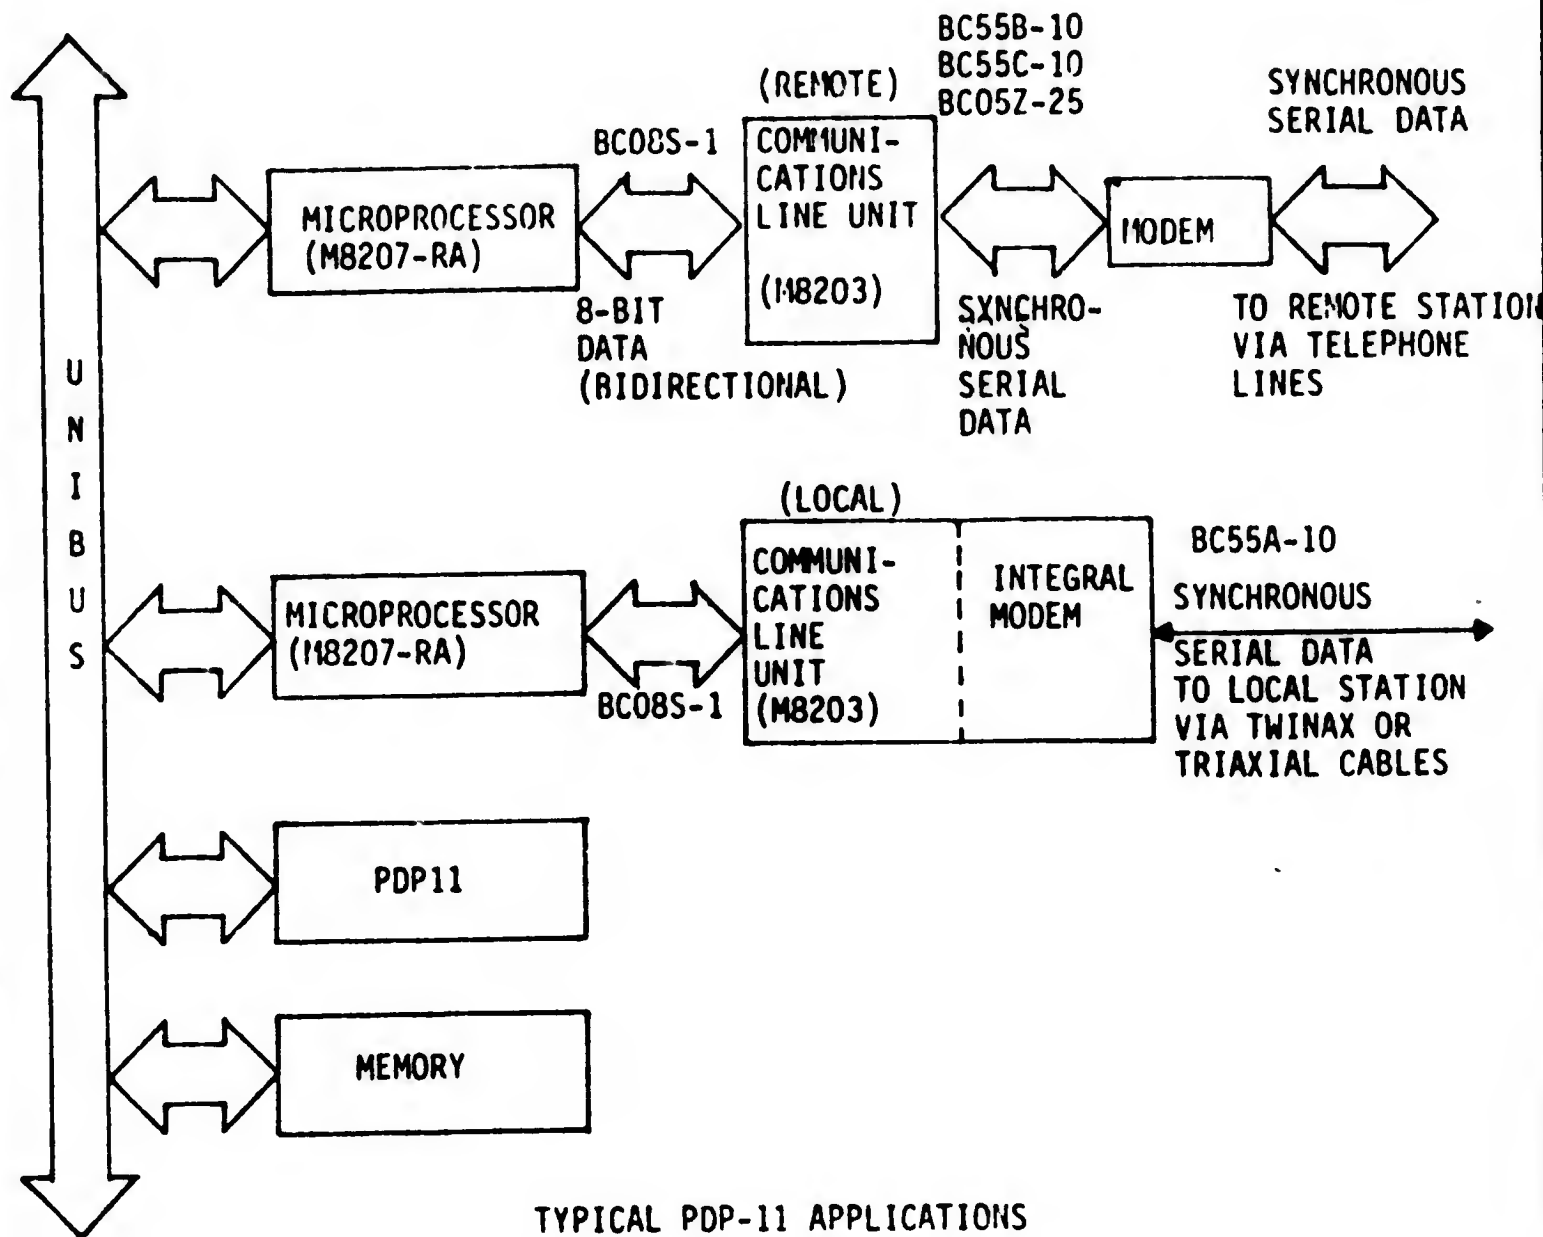 UNIBUS
BC55B-10
BC55C-10
BC05Z-25
(REMOTE)
SYNCHRONOUS
SERIAL DATA
BC08S-1
COMMUNI-
CATIONS
LINE UNIT
(M8203)
MICROPROCESSOR
(M8207-RA)
MODEM
8-BIT
DATA
(BIDIRECTIONAL)
SYNCHRO-
NOUS
SERIAL
DATA
TO REMOTE STATION
VIA TELEPHONE
LINES
(LOCAL)
MICROPROCESSOR
(M8207-RA)
BC08S-1
COMMUNI-
CATIONS
LINE
UNIT
(M8203)
INTEGRAL
MODEM
BC55A-10
SYNCHRONOUS
SERIAL DATA
TO LOCAL STATION
VIA TWINAX OR
TRIAXIAL CABLES
PDP11
MEMORY
TYPICAL PDP-11 APPLICATIONS